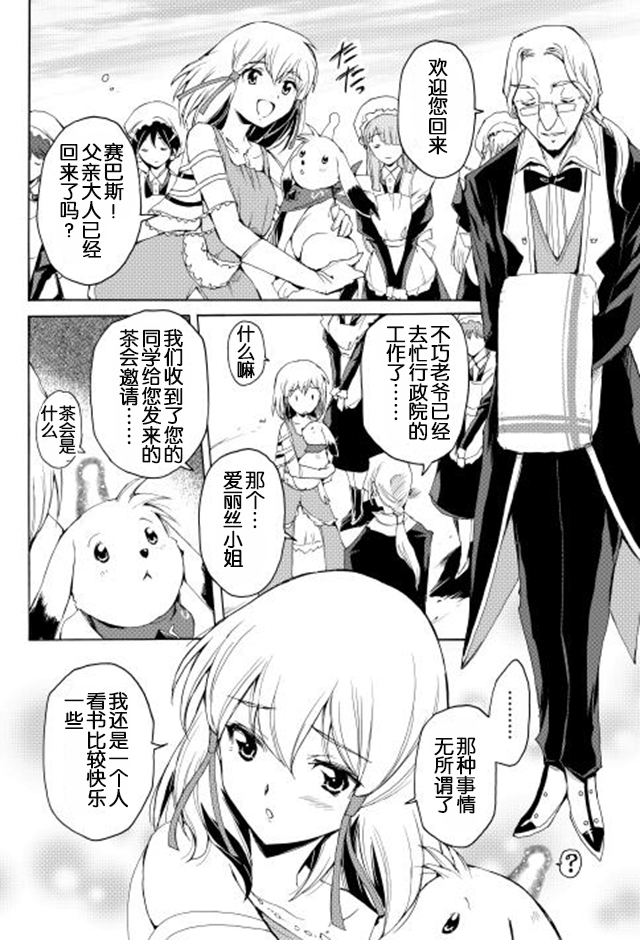 欢迎您回来
たたっ
赛巴斯！
父亲大人已经
回来了吗？
不巧老爷已经
去忙行政院的
工作了……
什么嘛
那个…
爱丽丝小姐
我们收到了您的
同学给您发来的
茶会邀请……
茶会是
什么
………
那种事情
无所谓了
我还是一个人
看书比较快乐
一些
？